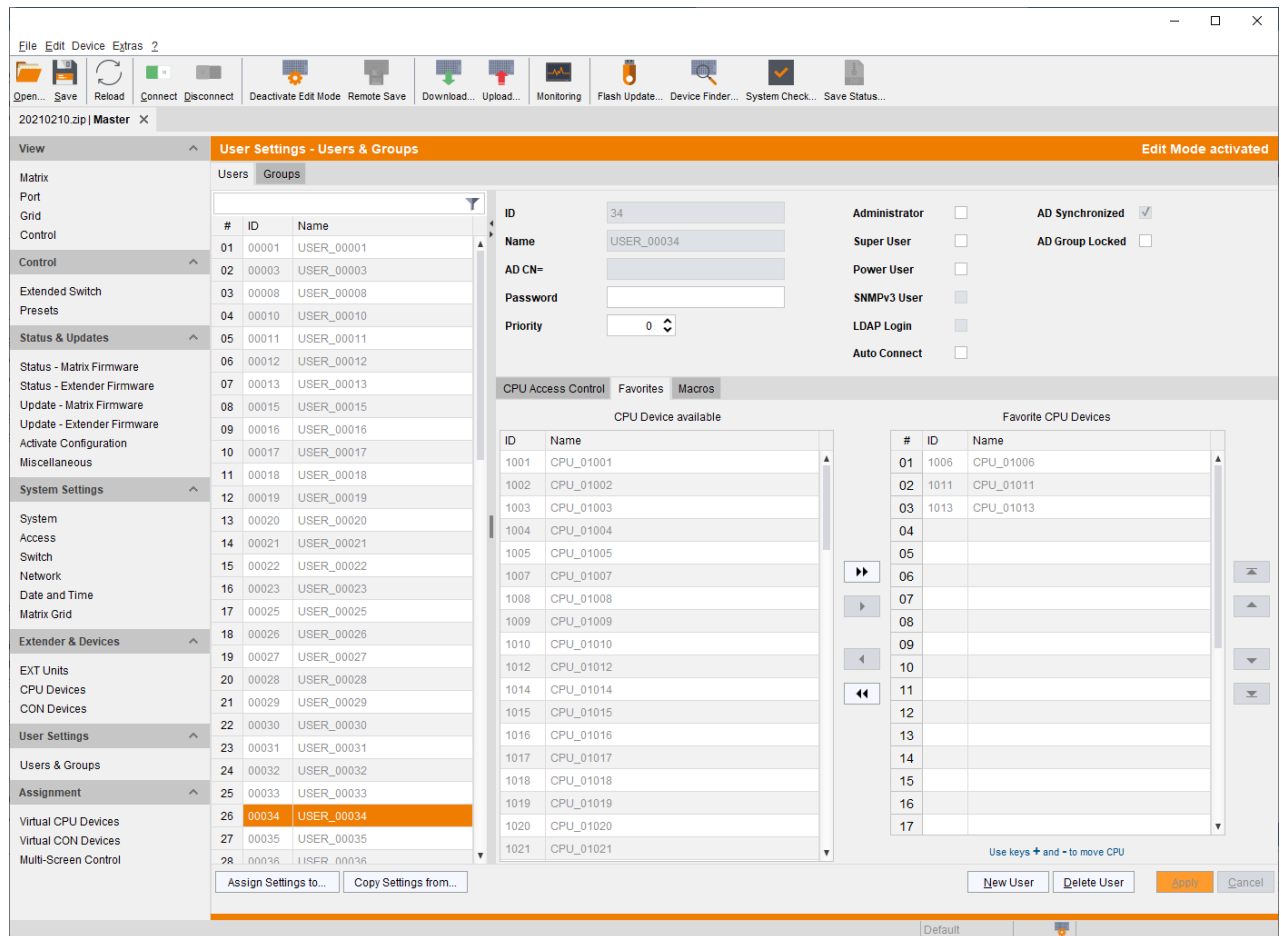 File Edit Device Extras ?
Open... Save Reload Connect Disconnect Deactivate Edit Mode Remote Save Download... Upload... Monitoring Flash Update... Device Finder... System Check... Save Status...
20210210.zip | Master
View
Matrix
Port
Grid
Control
Control
Extended Switch
Presets
Status & Updates
Status - Matrix Firmware
Status - Extender Firmware
Update - Matrix Firmware
Update - Extender Firmware
Activate Configuration
Miscellaneous
System Settings
System
Access
Switch
Network
Date and Time
Matrix Grid
Extender & Devices
EXT Units
CPU Devices
CON Devices
User Settings
Users & Groups
Assignment
Virtual CPU Devices
Virtual CON Devices
Multi-Screen Control
User Settings - Users & Groups Edit Mode activated
Users Groups
# ID Name
01 00001 USER_00001
02 00003 USER_00003
03 00008 USER_00008
04 00010 USER_00010
05 00011 USER_00011
06 00012 USER_00012
07 00013 USER_00013
08 00015 USER_00015
09 00016 USER_00016
10 00017 USER_00017
11 00018 USER_00018
12 00019 USER_00019
13 00020 USER_00020
14 00021 USER_00021
15 00022 USER_00022
16 00023 USER_00023
17 00025 USER_00025
18 00026 USER_00026
19 00027 USER_00027
20 00028 USER_00028
21 00029 USER_00029
22 00030 USER_00030
23 00031 USER_00031
24 00032 USER_00032
25 00033 USER_00033
26 00034 USER_00034
27 00035 USER_00035
28 00036 USER_00036
Assign Settings to... Copy Settings from...
ID 34
Name USER_00034
AD CN=
Password
Priority 0
Administrator
Super User
Power User
SNMPv3 User
LDAP Login
Auto Connect
AD Synchronized
AD Group Locked
CPU Access Control Favorites Macros
CPU Device available
ID Name
1001 CPU_01001
1002 CPU_01002
1003 CPU_01003
1004 CPU_01004
1005 CPU_01005
1007 CPU_01007
1008 CPU_01008
1009 CPU_01009
1010 CPU_01010
1012 CPU_01012
1014 CPU_01014
1015 CPU_01015
1016 CPU_01016
1017 CPU_01017
1018 CPU_01018
1019 CPU_01019
1020 CPU_01020
1021 CPU_01021
Favorite CPU Devices
# ID Name
01 1006 CPU_01006
02 1011 CPU_01011
03 1013 CPU_01013
04
05
06
07
08
09
10
11
12
13
14
15
16
17
Use keys + and - to move CPU
New User Delete User Apply Cancel
Default